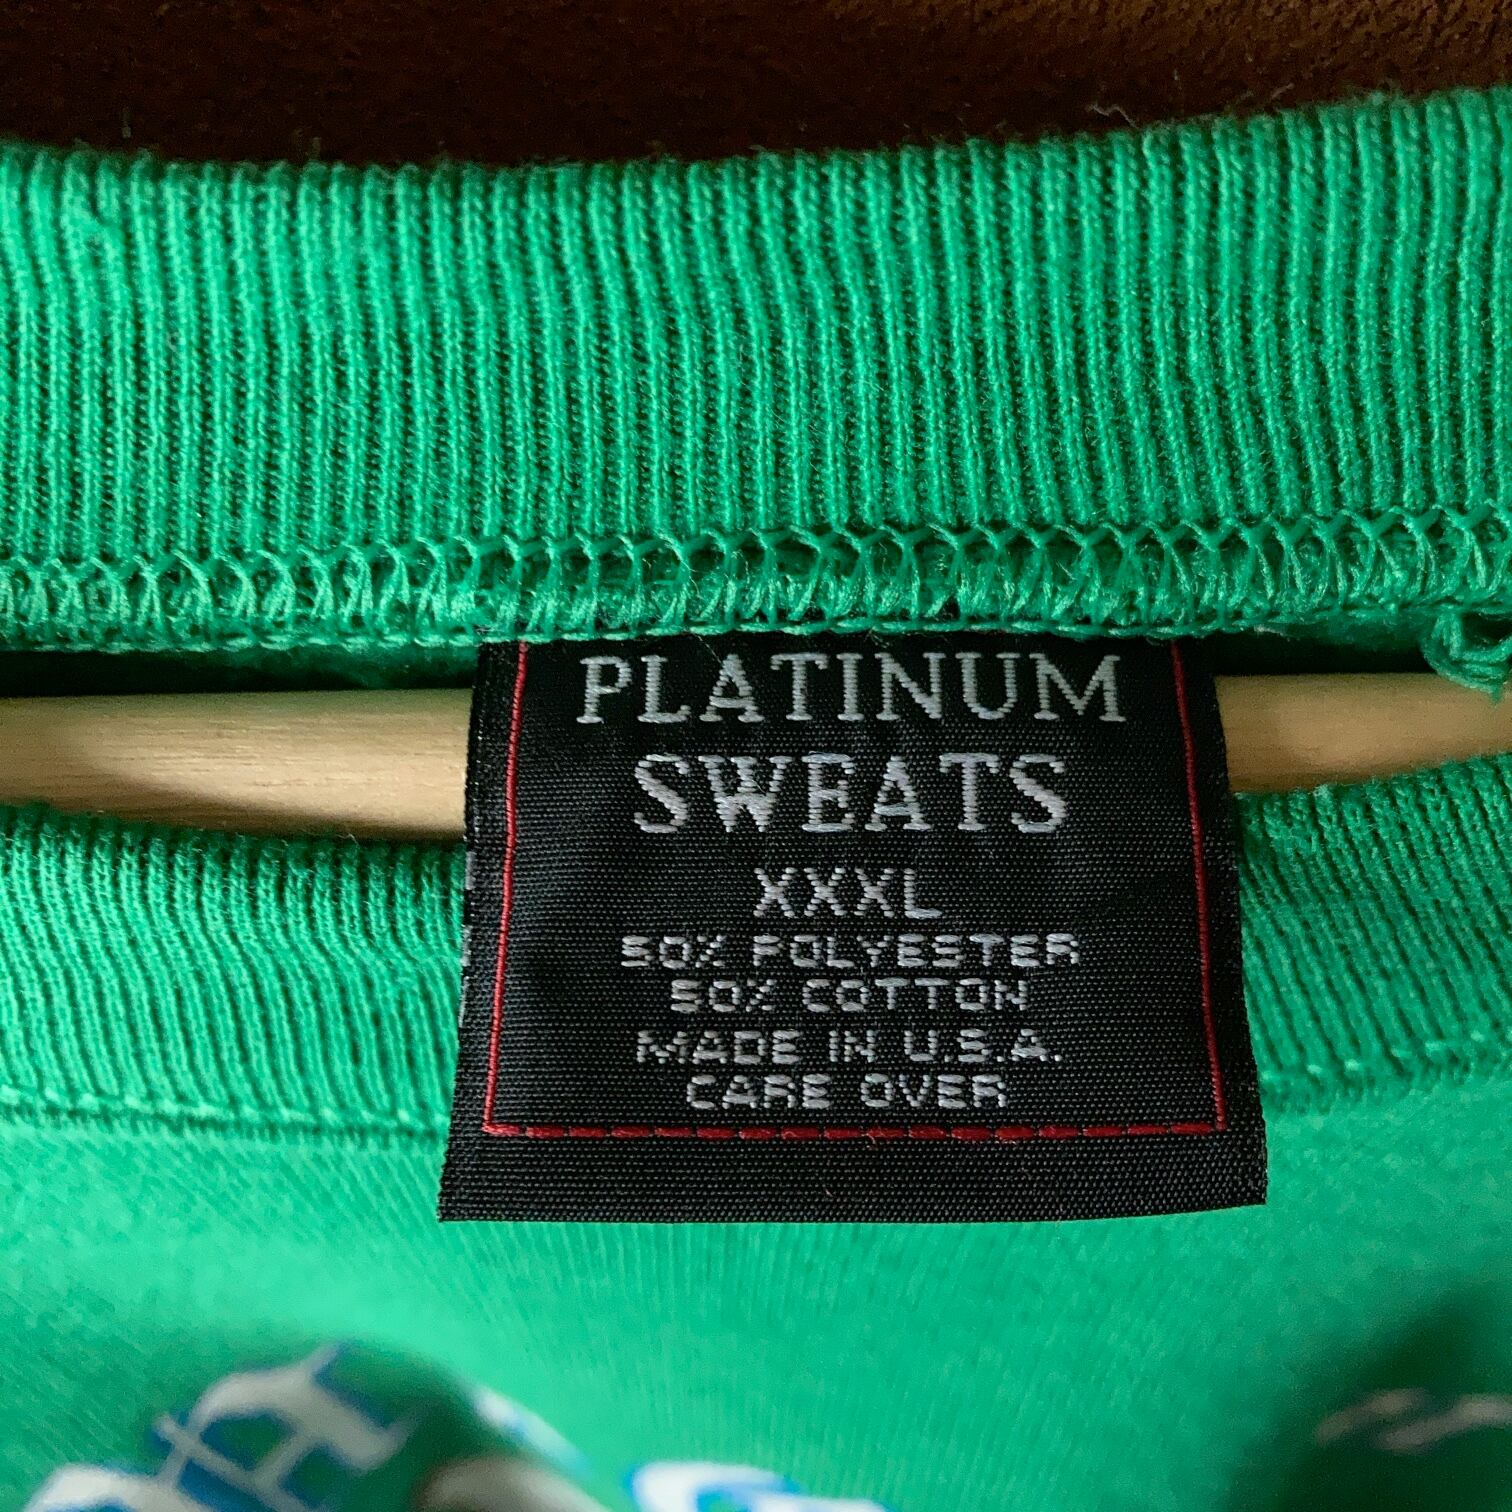 PLATINUM
SWEATS
XXXL
50% POLYESTER
50% COTTON
MADE IN U.S.A.
CARE OVER